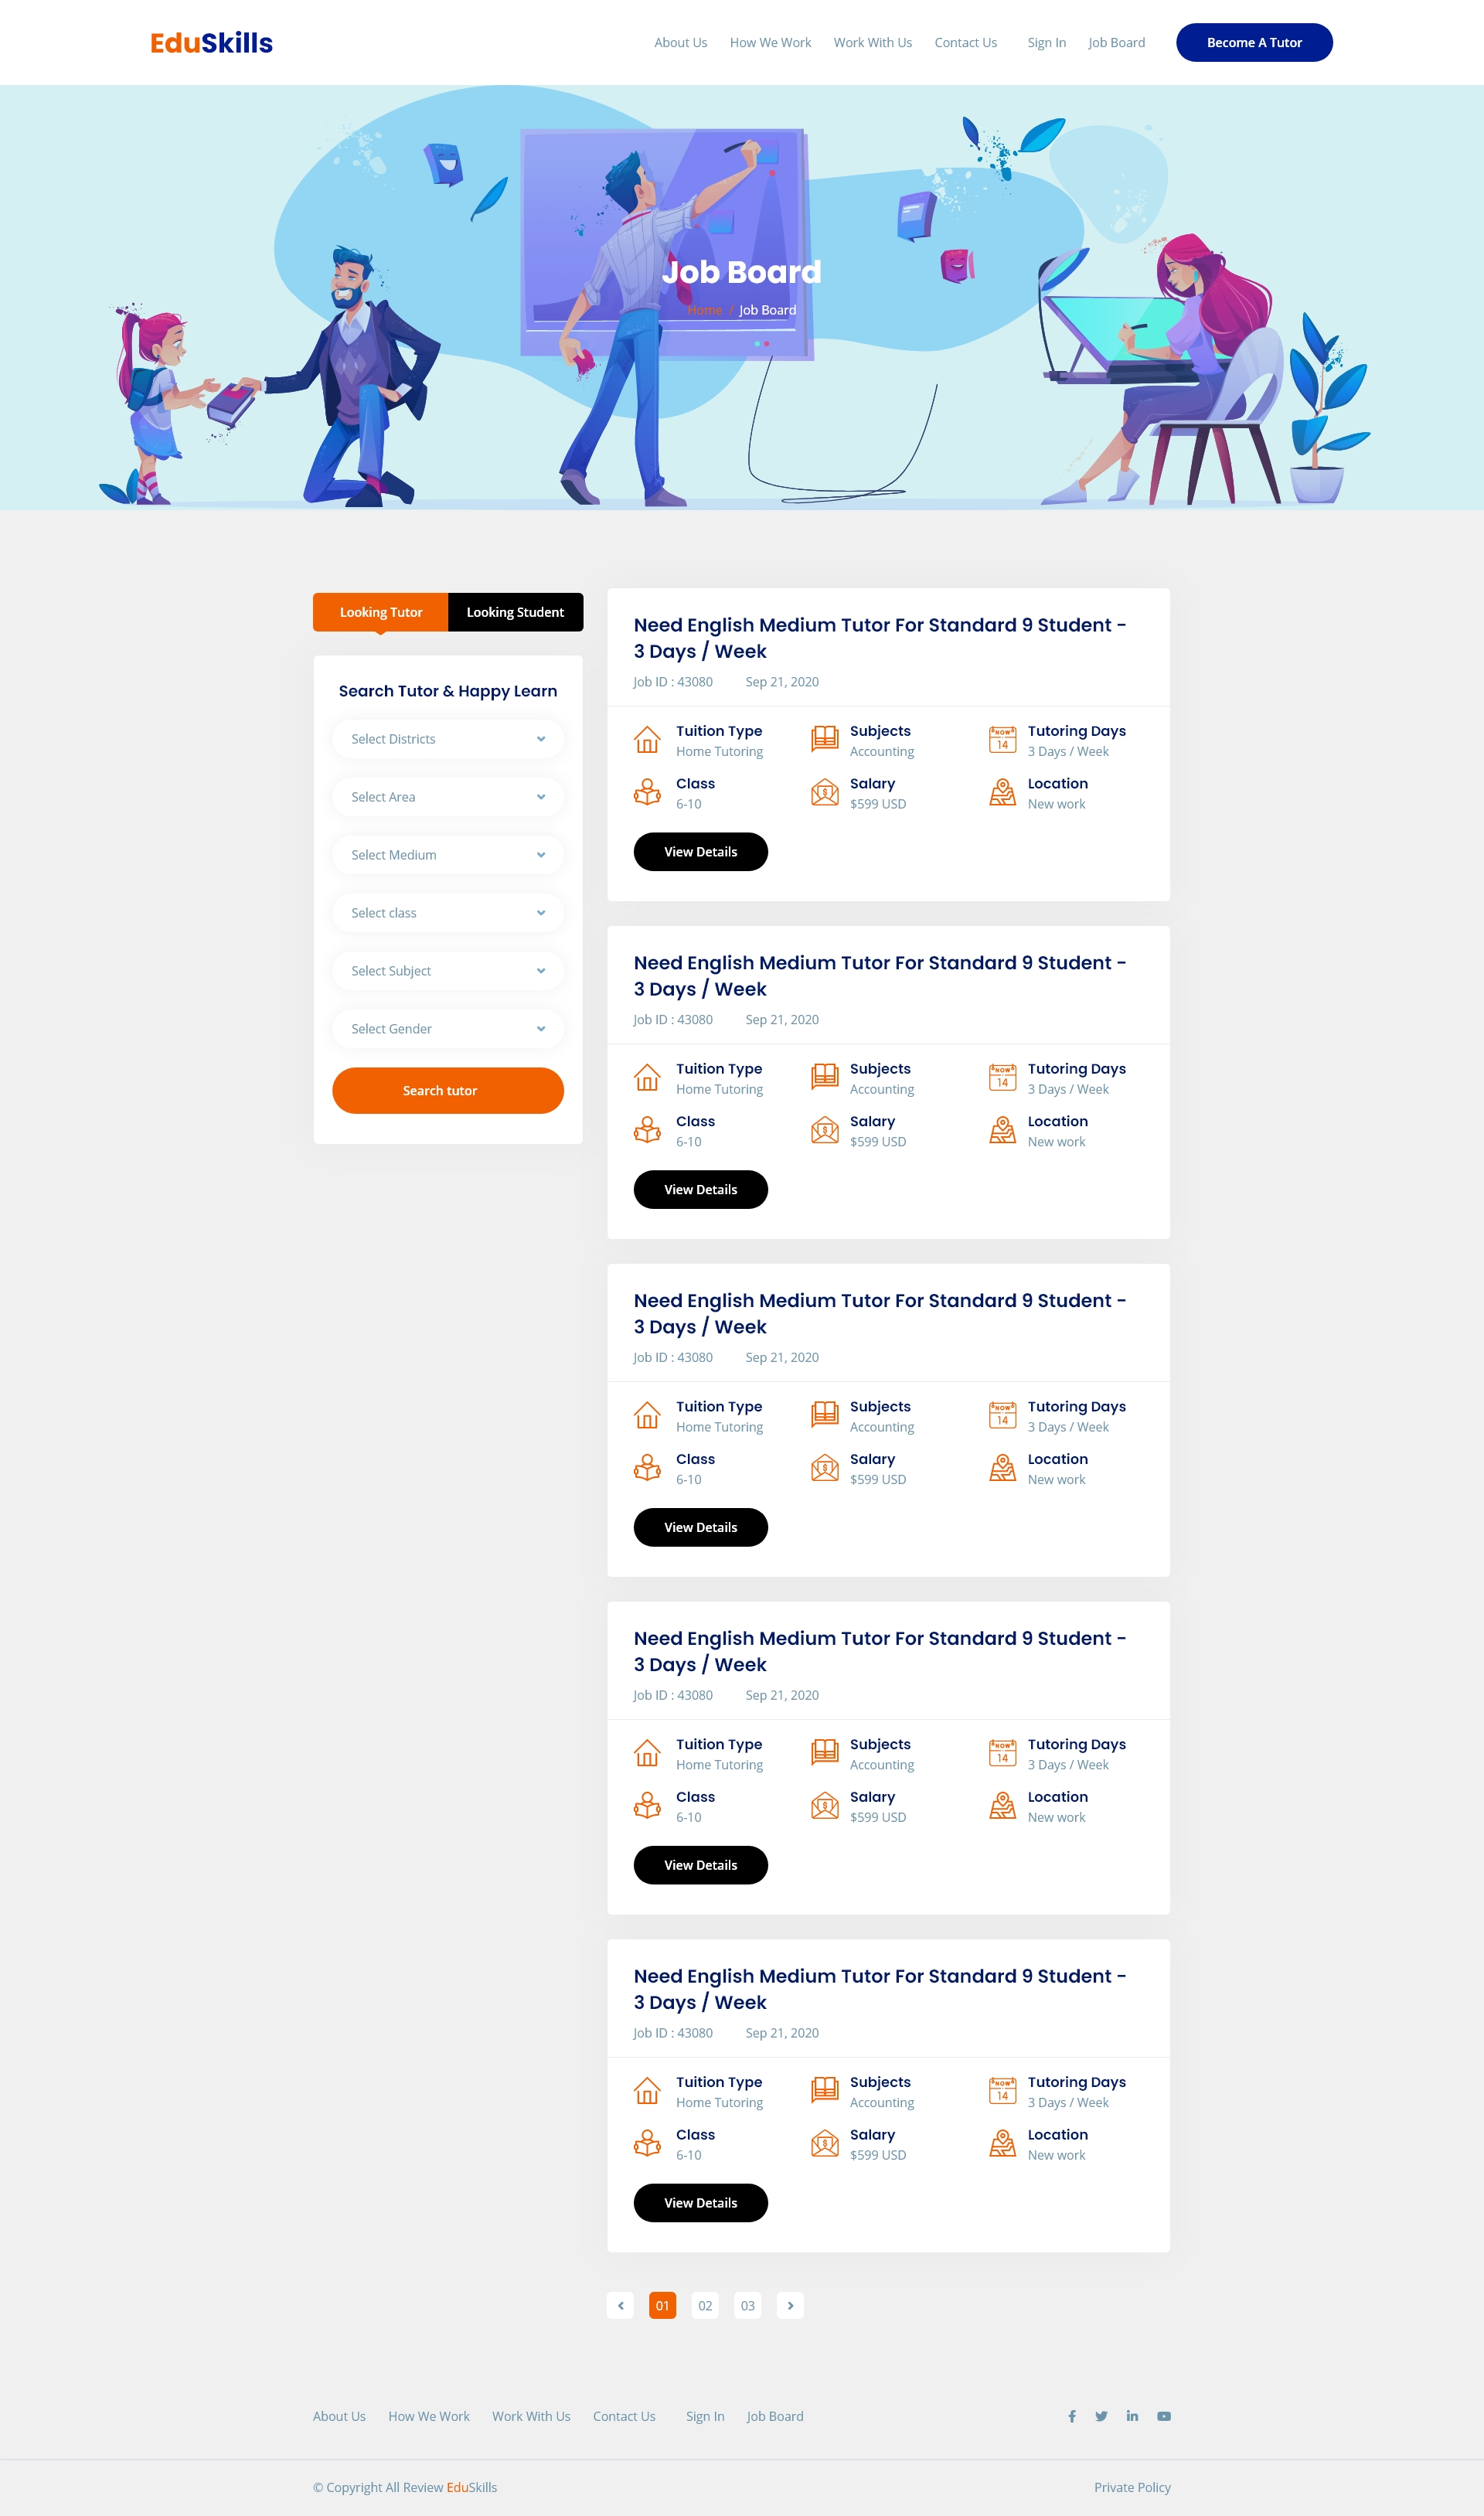 EduSkills
About Us How We Work Work With Us Contact Us Sign In Job Board Become A Tutor
Job Board
Home / Job Board
Looking Tutor Looking Student
Search Tutor & Happy Learn
Select Districts
Select Area
Select Medium
Select class
Select Subject
Select Gender
Search tutor
Need English Medium Tutor For Standard 9 Student -
3 Days / Week
Job ID : 43080 Sep 21, 2020
Tuition Type Subjects NOW Tutoring Days
Home Tutoring Accounting 14 3 Days / Week
Class Salary Location
6-10 $ $599 USD New work
View Details
Need English Medium Tutor For Standard 9 Student -
3 Days / Week
Job ID : 43080 Sep 21, 2020
Tuition Type Subjects NOW Tutoring Days
Home Tutoring Accounting 14 3 Days / Week
Class Salary Location
6-10 $ $599 USD New work
View Details
Need English Medium Tutor For Standard 9 Student -
3 Days / Week
Job ID : 43080 Sep 21, 2020
Tuition Type Subjects NOW Tutoring Days
Home Tutoring Accounting 14 3 Days / Week
Class Salary Location
6-10 $ $599 USD New work
View Details
Need English Medium Tutor For Standard 9 Student -
3 Days / Week
Job ID : 43080 Sep 21, 2020
Tuition Type Subjects NOW Tutoring Days
Home Tutoring Accounting 14 3 Days / Week
Class Salary Location
6-10 $ $599 USD New work
View Details
Need English Medium Tutor For Standard 9 Student -
3 Days / Week
Job ID : 43080 Sep 21, 2020
Tuition Type Subjects NOW Tutoring Days
Home Tutoring Accounting 14 3 Days / Week
Class Salary Location
6-10 $ $599 USD New work
View Details
01 02 03
About Us How We Work Work With Us Contact Us Sign In Job Board
© Copyright All Review EduSkills Private Policy